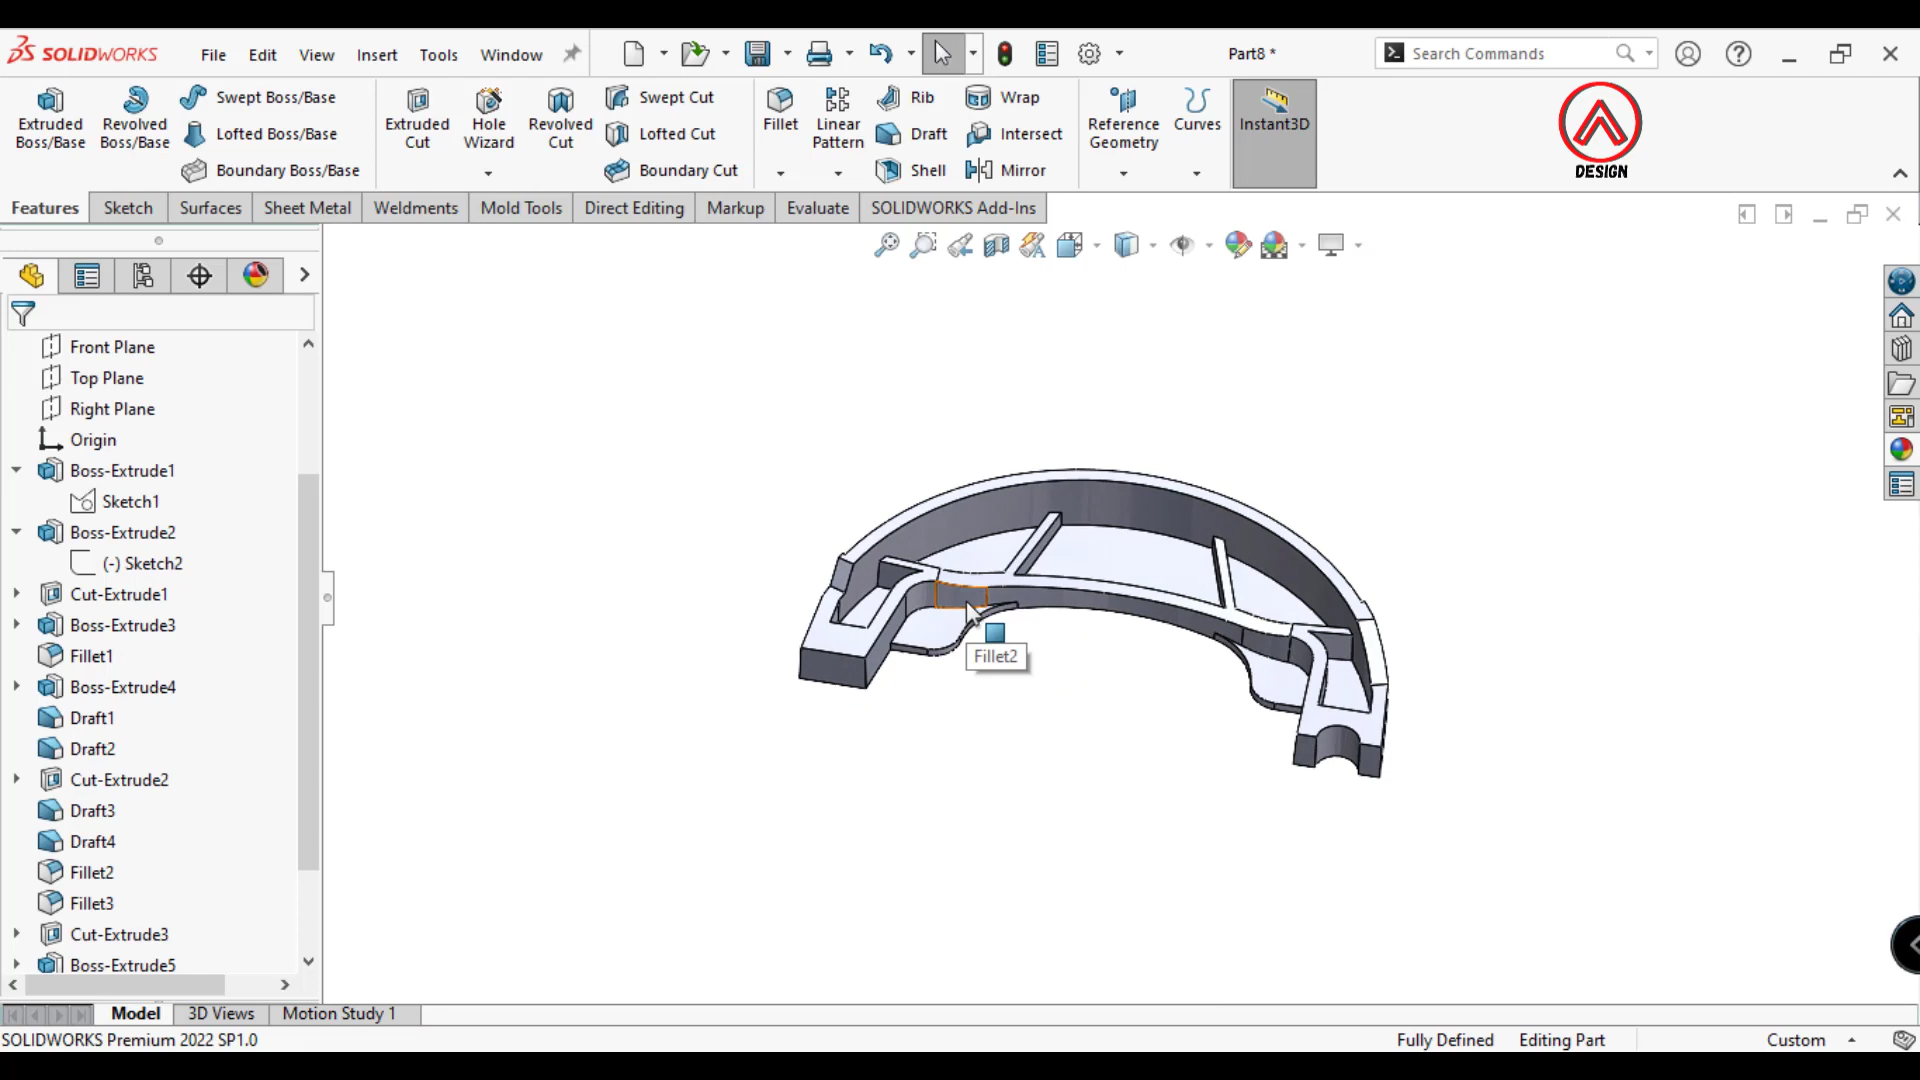 SOLIDWORKS File Edit View Insert Tools Window Part8 * Search Commands
Extruded Boss/Base
Revolved Boss/Base
Swept Boss/Base
Lofted Boss/Base
Boundary Boss/Base
Extruded Cut
Hole Wizard
Revolved Cut
Swept Cut
Lofted Cut
Boundary Cut
Fillet
Linear Pattern
Rib
Draft
Shell
Wrap
Intersect
Mirror
Reference Geometry
Curves
Instant3D
DESIGN
Features Sketch Surfaces Sheet Metal Weldments Mold Tools Direct Editing Markup Evaluate SOLIDWORKS Add-Ins
Front Plane
Top Plane
Right Plane
Origin
Boss-Extrude1
Sketch1
Boss-Extrude2
(-) Sketch2
Cut-Extrude1
Boss-Extrude3
Fillet1
Boss-Extrude4
Draft1
Draft2
Cut-Extrude2
Draft3
Draft4
Fillet2
Fillet3
Cut-Extrude3
Boss-Extrude5
Fillet2
Model 3D Views Motion Study 1
SOLIDWORKS Premium 2022 SP1.0 Fully Defined Editing Part Custom